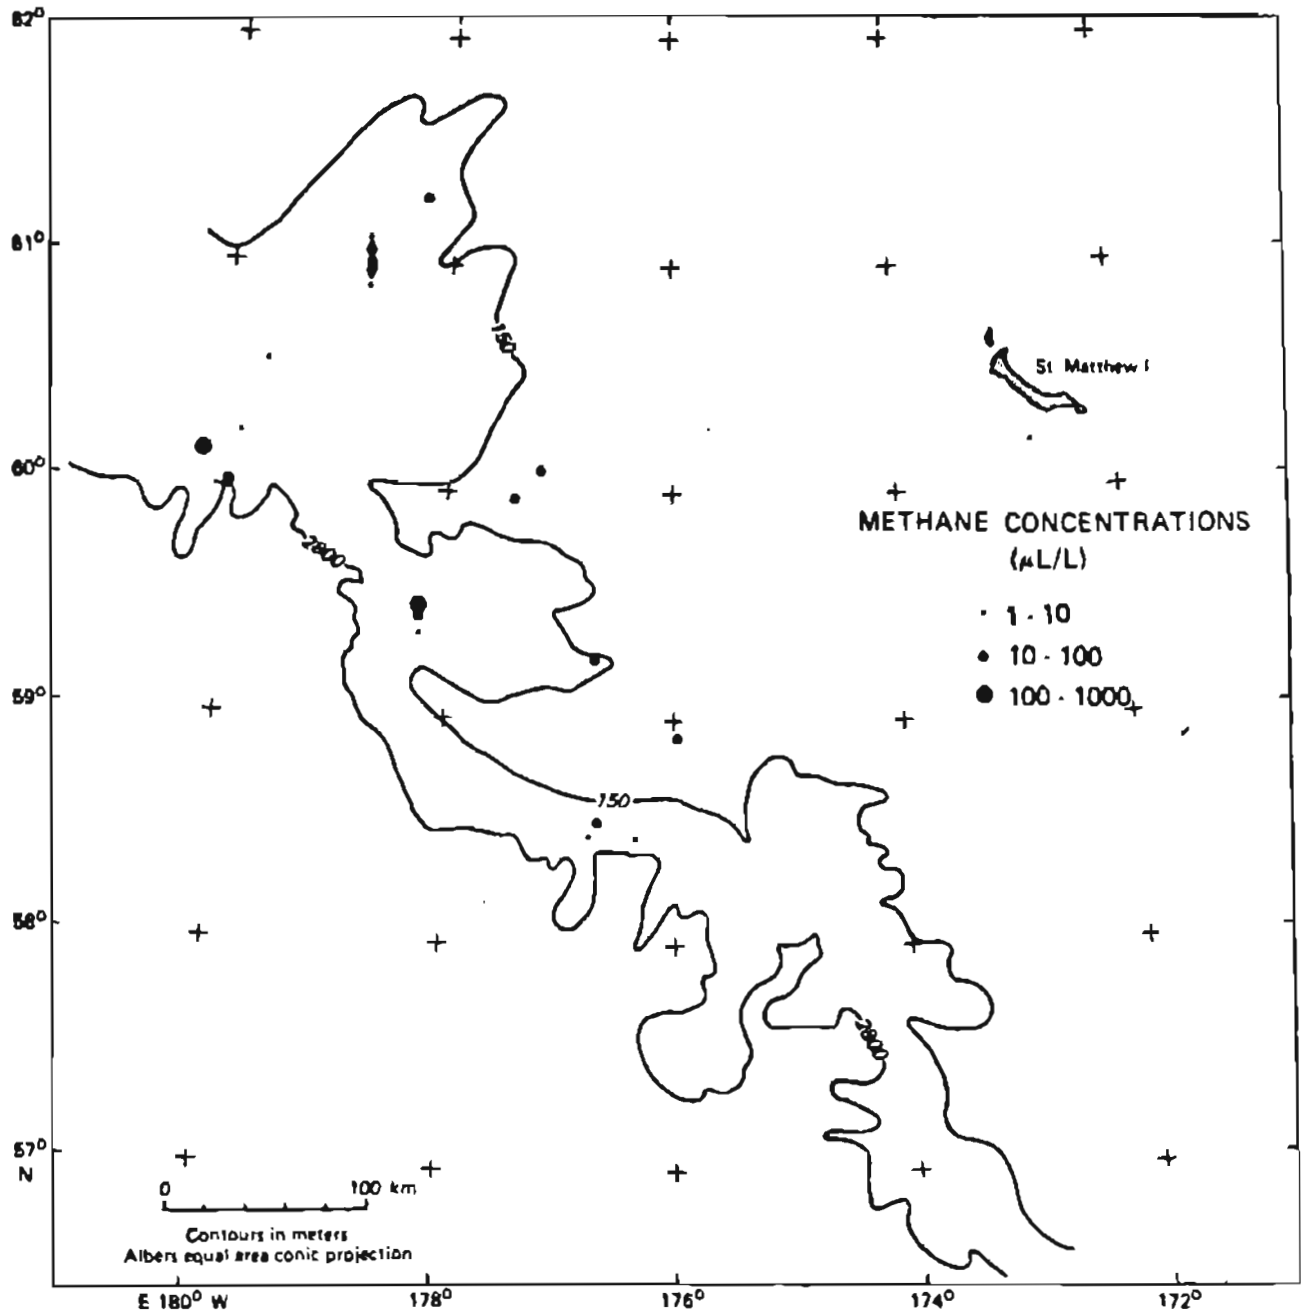 62°
61°
150
St. Matthew I
60°
METHANE CONCENTRATIONS
(μL/L)
2800
1 - 10
10 - 100
59°
100 - 1000
150
58°
2800
57°
N
0 100 km
Contours in meters
Albers equal area conic projection
E 180° W 178° 176° 174° 172°